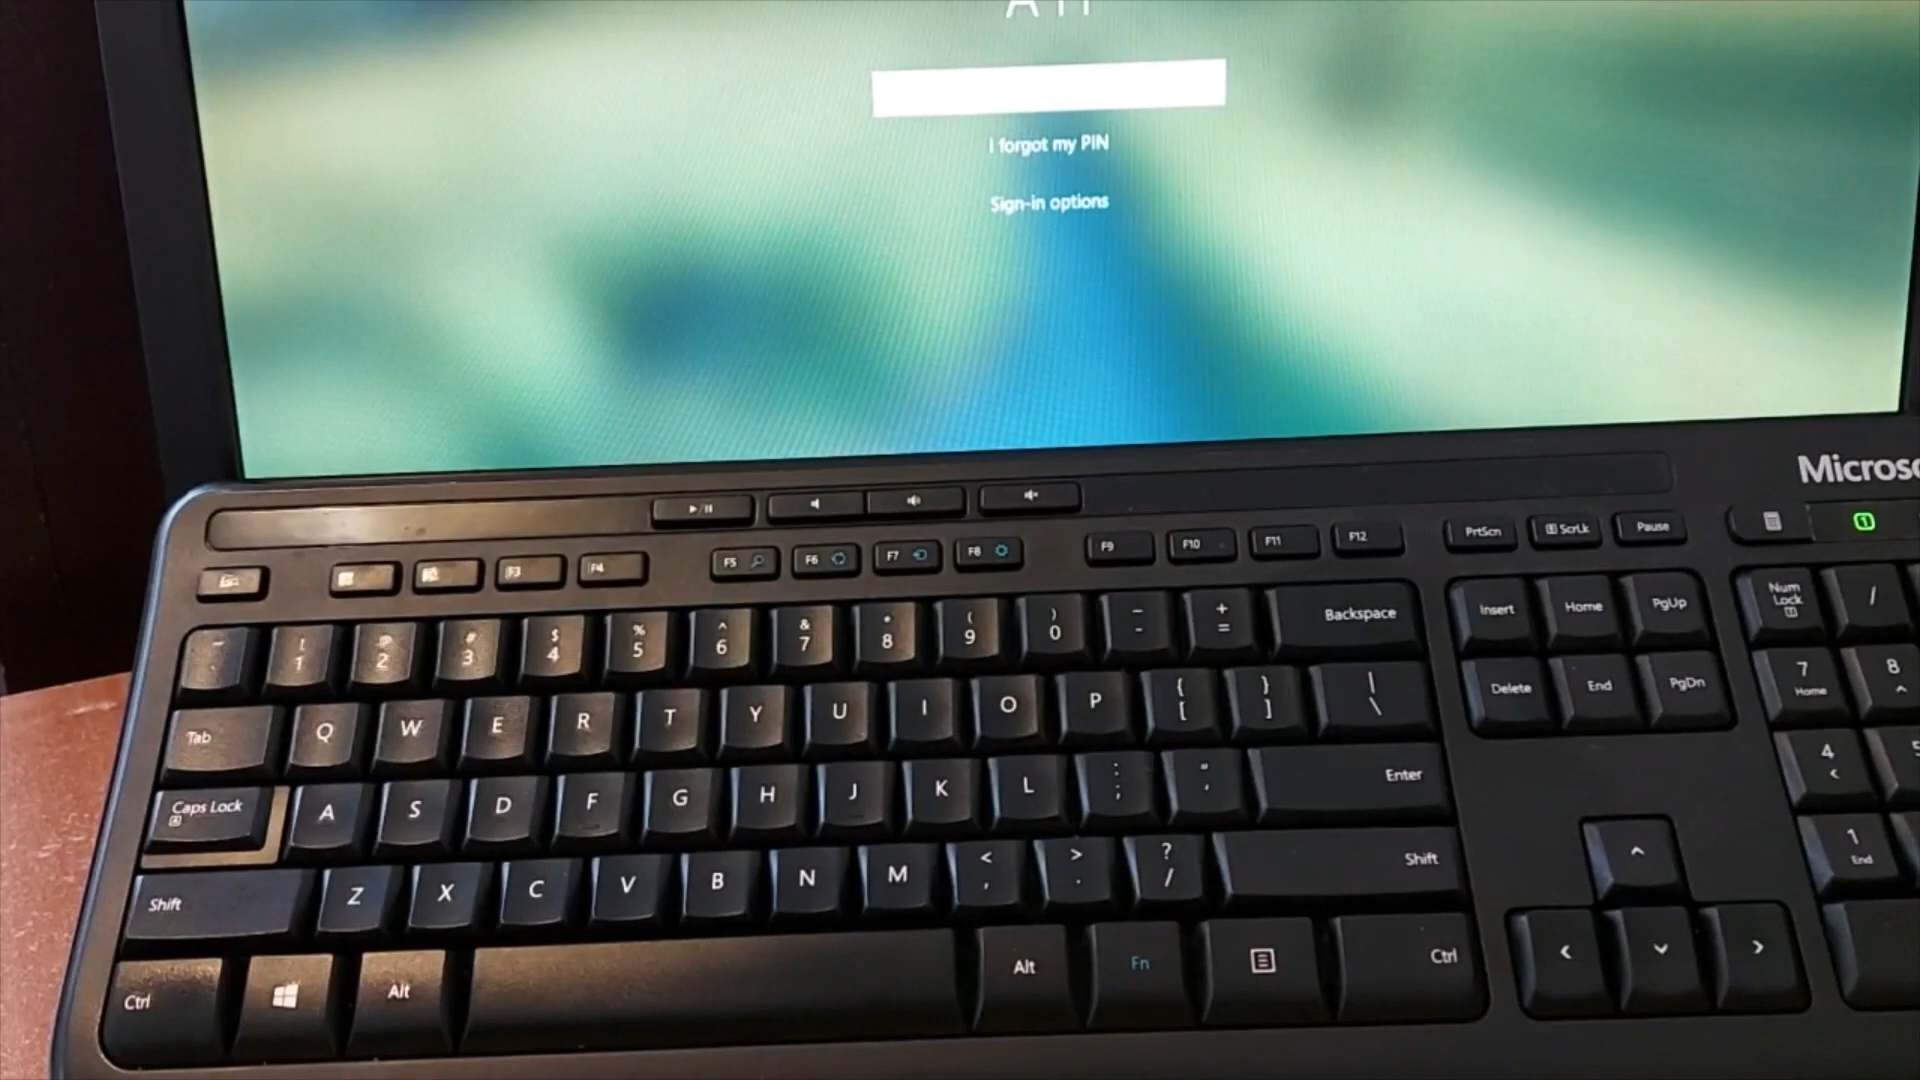 I forgot my PIN
Sign-in options
F3 F4 F5 F6 F7 F8 F9 F10 F11 F12 PrtScn ScrLk Pause
~ ! @ # $ % ^ & * ( ) _ +
` 1 2 3 4 5 6 7 8 9 0 - = Backspace Insert Home PgUp Num Lock /
Tab Q W E R T Y U I O P { [ } ] | \ Delete End PgDn 7 Home 8
Caps Lock A S D F G H J K L : ; " ' Enter 4
Shift Z X C V B N M < , > . ? / Shift 1 End
Ctrl Alt Alt Fn Ctrl